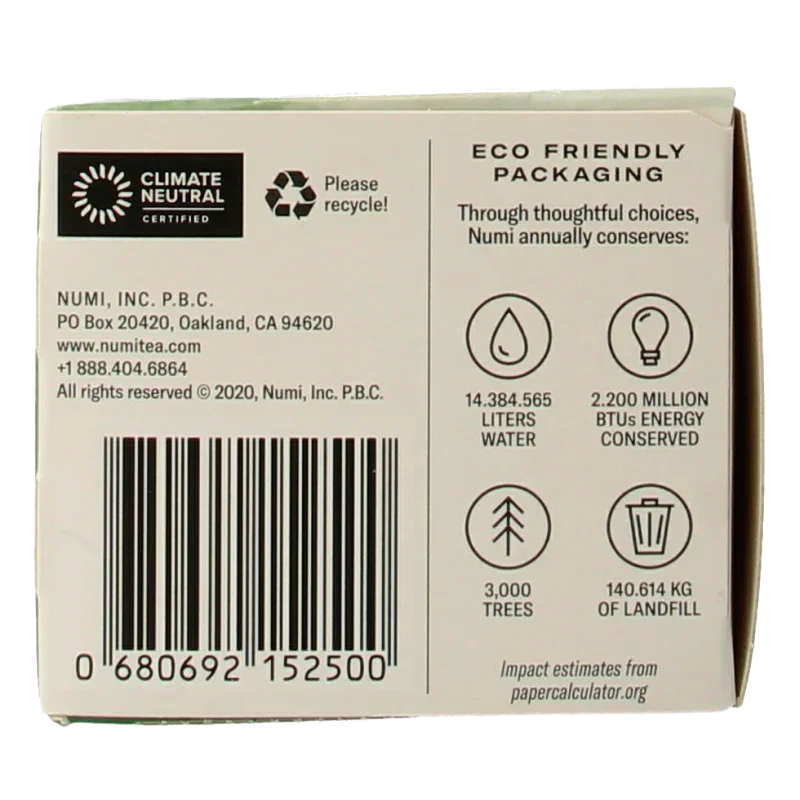 CLIMATE
NEUTRAL
CERTIFIED
Please
recycle!
NUMI, INC. P.B.C.
PO Box 20420, Oakland, CA 94620
www.numitea.com
+1 888.404.6864
All rights reserved © 2020, Numi, Inc. P.B.C.
0 680692 152500
ECO FRIENDLY
PACKAGING
Through thoughtful choices,
Numi annually conserves:
14.384.565
LITERS
WATER
2.200 MILLION
BTUs ENERGY
CONSERVED
3,000
TREES
140.614 KG
OF LANDFILL
Impact estimates from
papercalculator.org